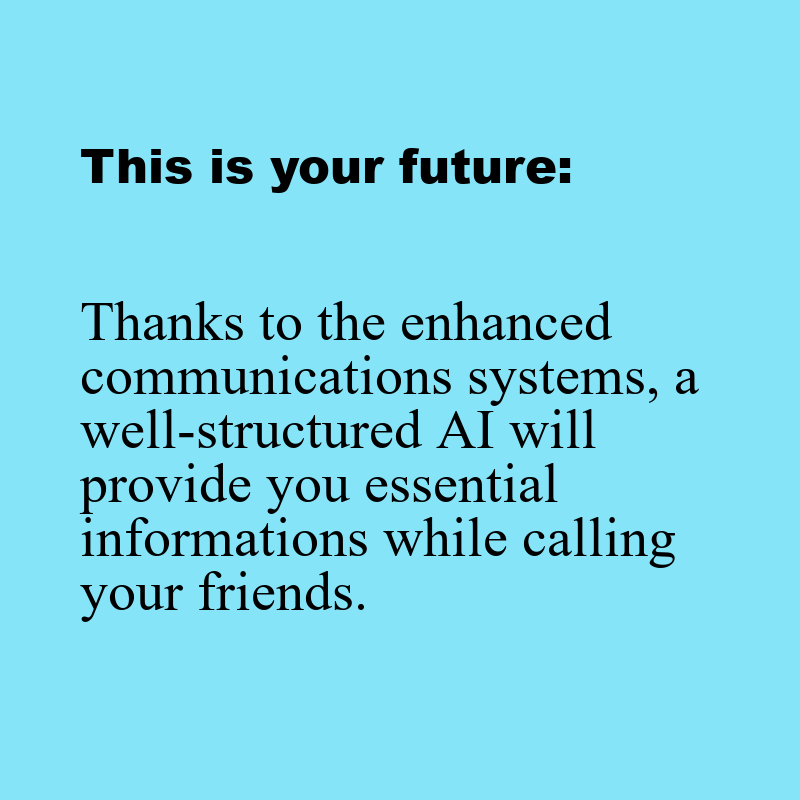 This is your future:
Thanks to the enhanced
communications systems, a
well-structured AI will
provide you essential
informations while calling
your friends.